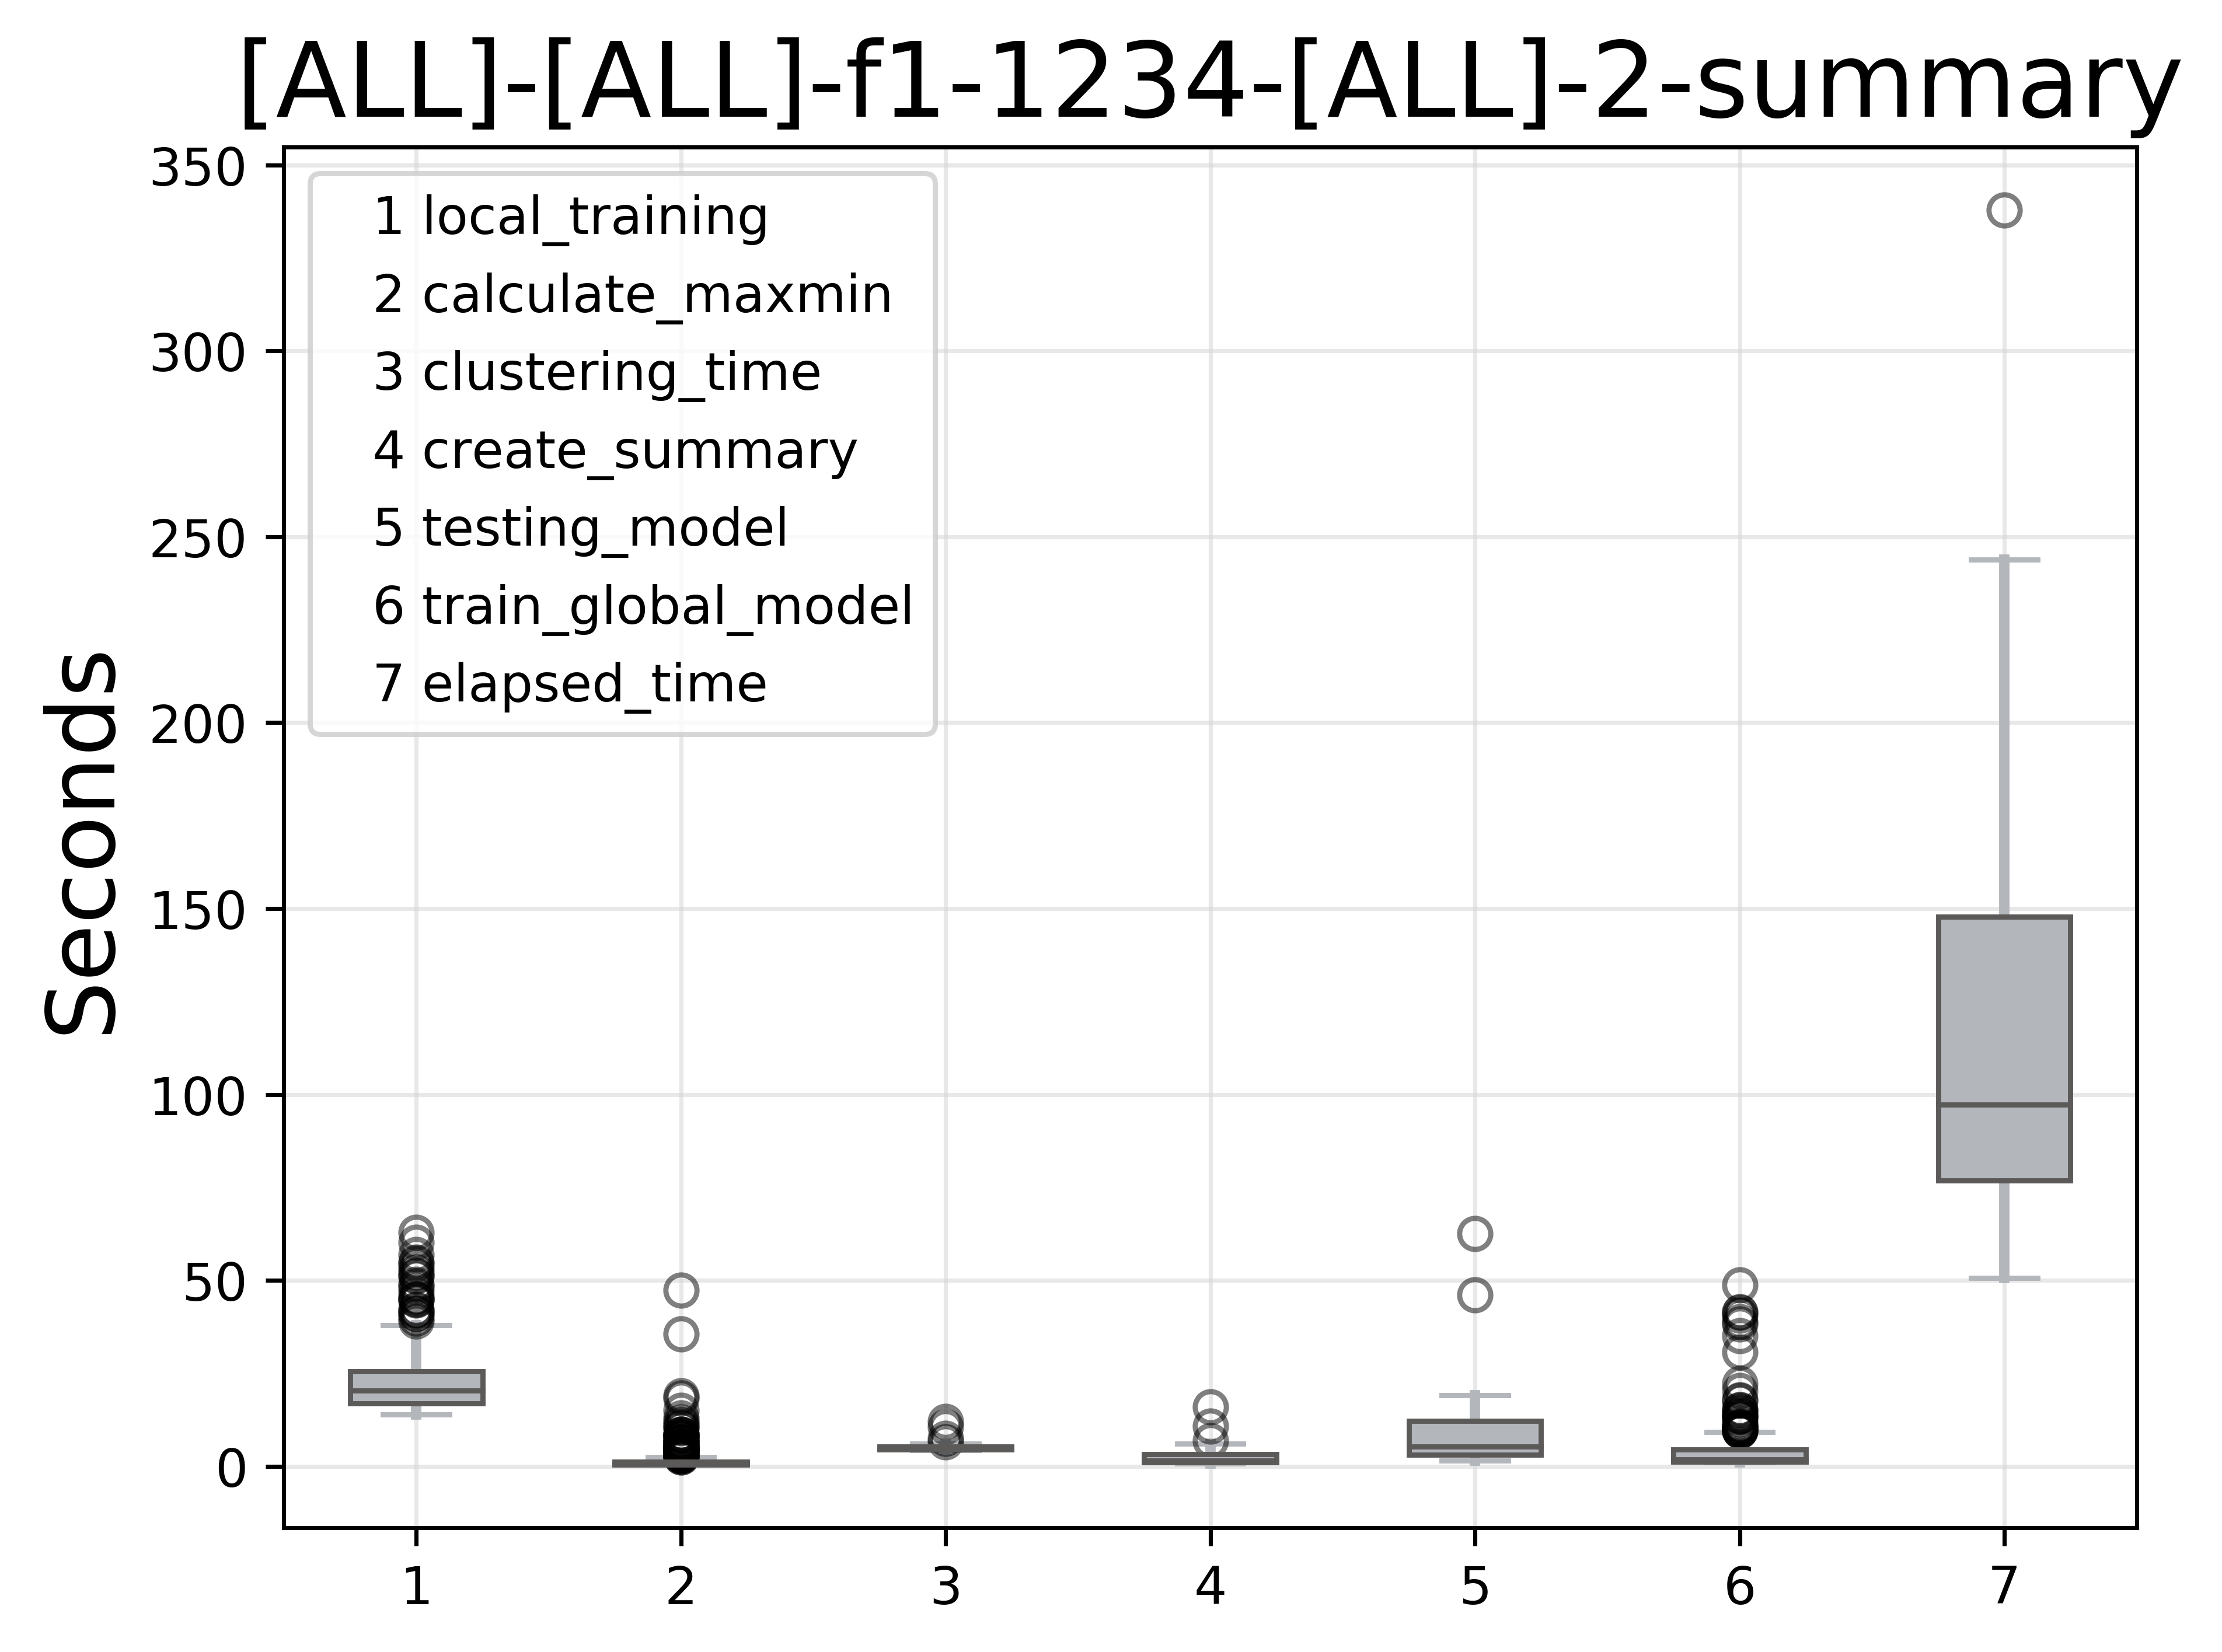 [ALL]-[ALL]-f1-1234-[ALL]-2-summary
Seconds
350
300
250
200
150
100
50
0
1 local_training
2 calculate_maxmin
3 clustering_time
4 create_summary
5 testing_model
6 train_global_model
7 elapsed_time
1 2 3 4 5 6 7